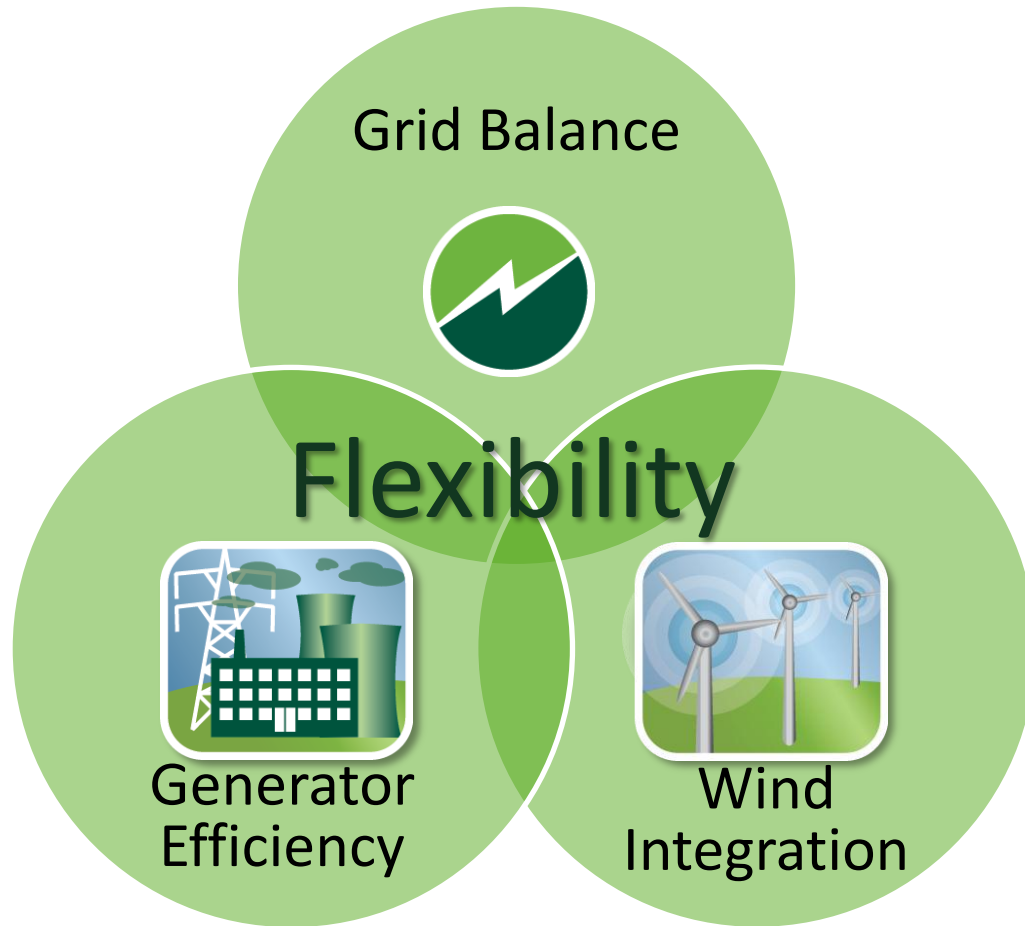 Grid Balance
Flexibility
Generator
Efficiency
Wind
Integration